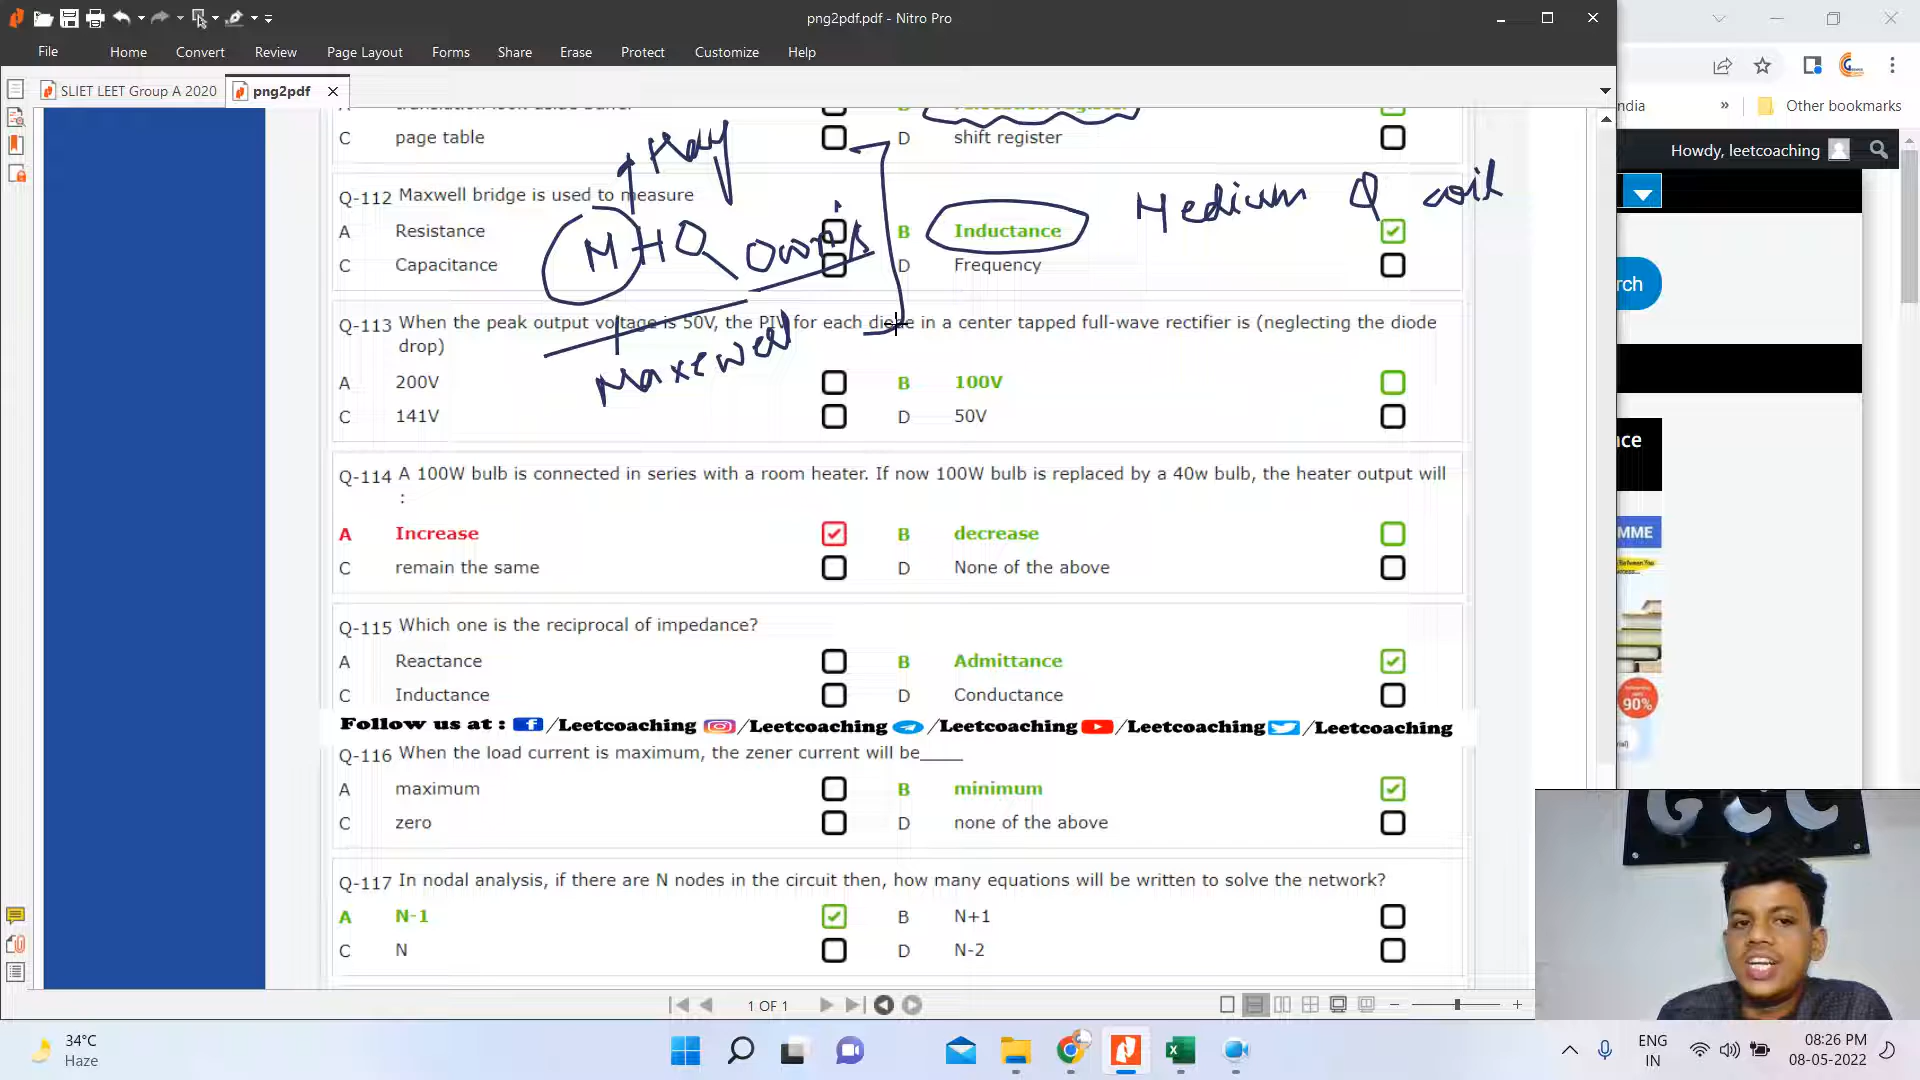 png2pdf.pdf - Nitro Pro
File Home Convert Review Page Layout Forms Share Erase Protect Customize Help
SLIET LEET Group A 2020 png2pdf
ndia » Other bookmarks
Howdy, leetcoaching
C page table D shift register
Hay
Q-112 Maxwell bridge is used to measure
Medium Q coil
A Resistance B Inductance
MHO own's
C Capacitance D Frequency
rch
Q-113 When the peak output voltage is 50V, the PIV for each diode in a center tapped full-wave rectifier is (neglecting the diode
drop)
Maxewell
A 200V B 100V
C 141V D 50V
nce
Q-114 A 100W bulb is connected in series with a room heater. If now 100W bulb is replaced by a 40w bulb, the heater output will
:
A Increase B decrease
MME
C remain the same D None of the above
Q-115 Which one is the reciprocal of impedance?
A Reactance B Admittance
C Inductance D Conductance
90%
Follow us at : /Leetcoaching /Leetcoaching /Leetcoaching /Leetcoaching /Leetcoaching
Q-116 When the load current is maximum, the zener current will be____
A maximum B minimum
C zero D none of the above
GCC
Q-117 In nodal analysis, if there are N nodes in the circuit then, how many equations will be written to solve the network?
A N-1 B N+1
C N D N-2
1 OF 1
34°C
Haze
ENG
IN
08:26 PM
08-05-2022